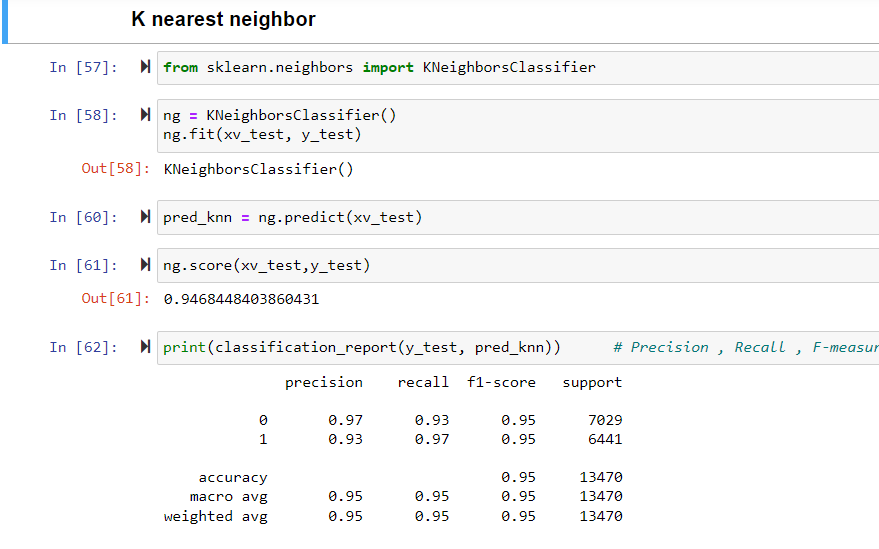 K nearest neighbor
In [57]: from sklearn.neighbors import KNeighborsClassifier
In [58]: ng = KNeighborsClassifier()
ng.fit(xv_test, y_test)
Out[58]: KNeighborsClassifier()
In [60]: pred_knn = ng.predict(xv_test)
In [61]: ng.score(xv_test,y_test)
Out[61]: 0.9468448403860431
In [62]: print(classification_report(y_test, pred_knn)) # Precision , Recall , F-measur
precision recall f1-score support
0 0.97 0.93 0.95 7029
1 0.93 0.97 0.95 6441
accuracy 0.95 13470
macro avg 0.95 0.95 0.95 13470
weighted avg 0.95 0.95 0.95 13470